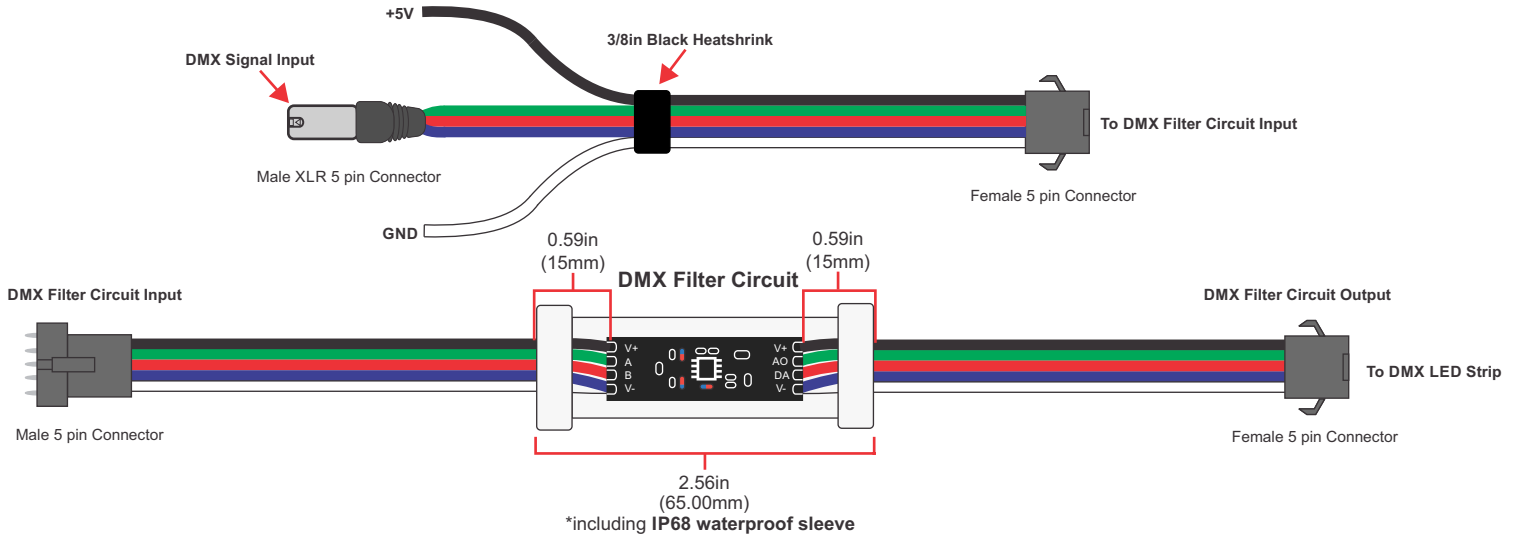 +5V
3/8in Black Heatshrink
DMX Signal Input
To DMX Filter Circuit Input
Male XLR 5 pin Connector
Female 5 pin Connector
GND
0.59in
(15mm)
0.59in
(15mm)
DMX Filter Circuit
DMX Filter Circuit Input
DMX Filter Circuit Output
V+
A
B
V-
V+
AO
DA
V-
To DMX LED Strip
Male 5 pin Connector
Female 5 pin Connector
2.56in
(65.00mm)
*including IP68 waterproof sleeve